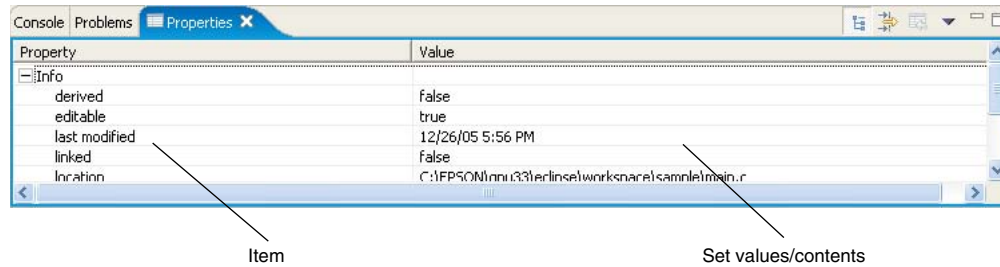 Console Problems Properties
Property Value
Info
derived false
editable true
last modified 12/26/05 5:56 PM
linked false
location C:\EPSON\gnu33\eclipse\workspace\sample\main.c
Item Set values/contents